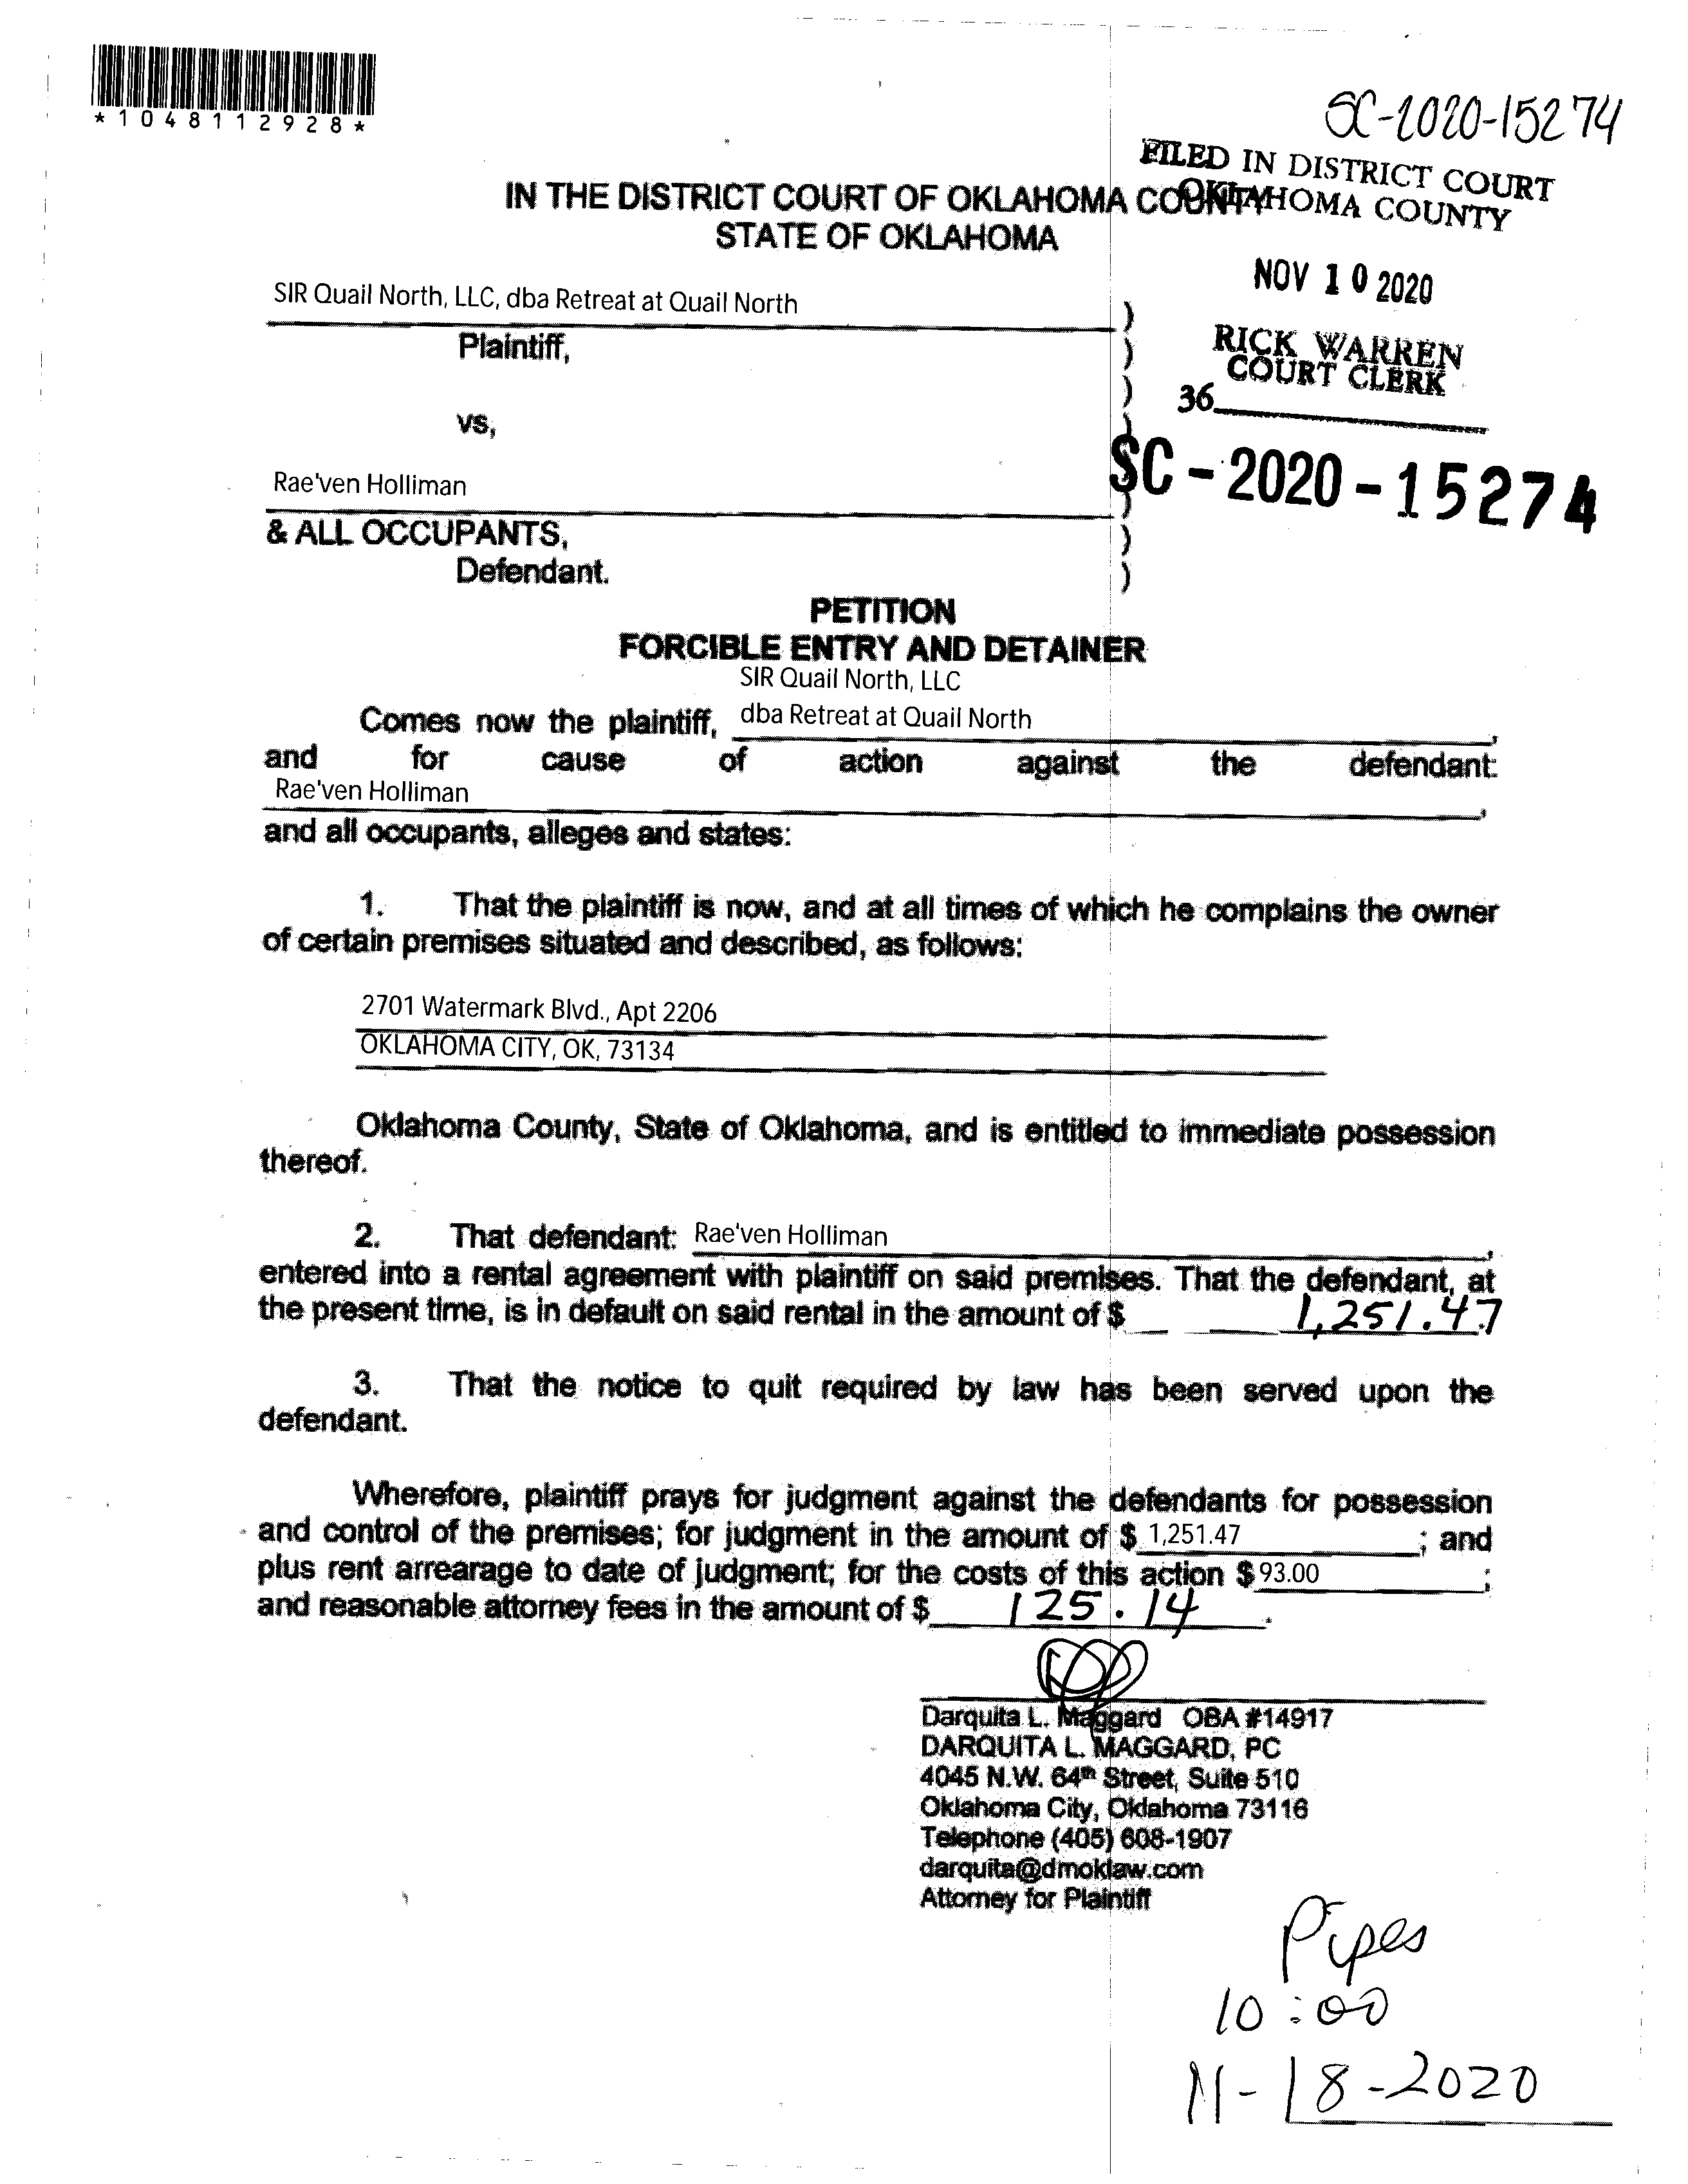 *1048112928*
SC-2020-15274
FILED IN DISTRICT COURT
OKLAHOMA COUNTY
IN THE DISTRICT COURT OF OKLAHOMA COUNTY
STATE OF OKLAHOMA
NOV 10 2020
SIR Quail North, LLC, dba Retreat at Quail North
)
Plaintiff,
)
RICK WARREN
COURT CLERK
)
36
vs,
)
SC-2020-15274
)
Rae'ven Holliman
)
& ALL OCCUPANTS,
)
Defendant.
)
PETITION
FORCIBLE ENTRY AND DETAINER
SIR Quail North, LLC
Comes now the plaintiff, dba Retreat at Quail North,
and for cause of action against the defendant:
Rae'ven Holliman,
and all occupants, alleges and states:
1. That the plaintiff is now, and at all times of which he complains the owner
of certain premises situated and described, as follows:
2701 Watermark Blvd., Apt 2206
OKLAHOMA CITY, OK, 73134
Oklahoma County, State of Oklahoma, and is entitled to immediate possession
thereof.
2. That defendant: Rae'ven Holliman,
entered into a rental agreement with plaintiff on said premises. That the defendant, at
the present time, is in default on said rental in the amount of $ 1,251.47
3. That the notice to quit required by law has been served upon the
defendant.
Wherefore, plaintiff prays for judgment against the defendants for possession
and control of the premises; for judgment in the amount of $ 1,251.47 ; and
plus rent arrearage to date of judgment; for the costs of this action $ 93.00 ;
and reasonable attorney fees in the amount of $ 125.14.
Darquita L. Maggard OBA #14917
DARQUITA L. MAGGARD, PC
4045 N.W. 64th Street, Suite 510
Oklahoma City, Oklahoma 73116
Telephone (405) 608-1907
darquita@dmoklaw.com
Attorney for Plaintiff
Pipes
10:00
11-18-2020